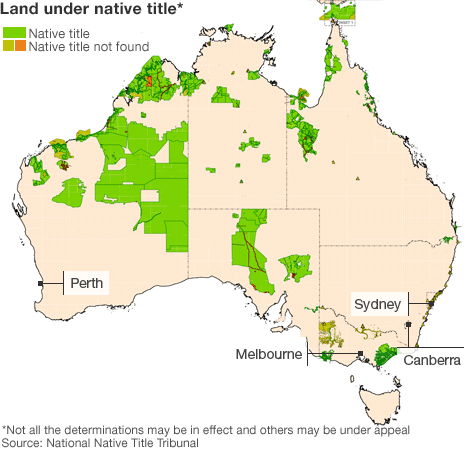 Land under native title*
Native title
Native title not found
Perth
Sydney
Melbourne
Canberra
*Not all the determinations may be in effect and others may be under appeal
Source: National Native Title Tribunal